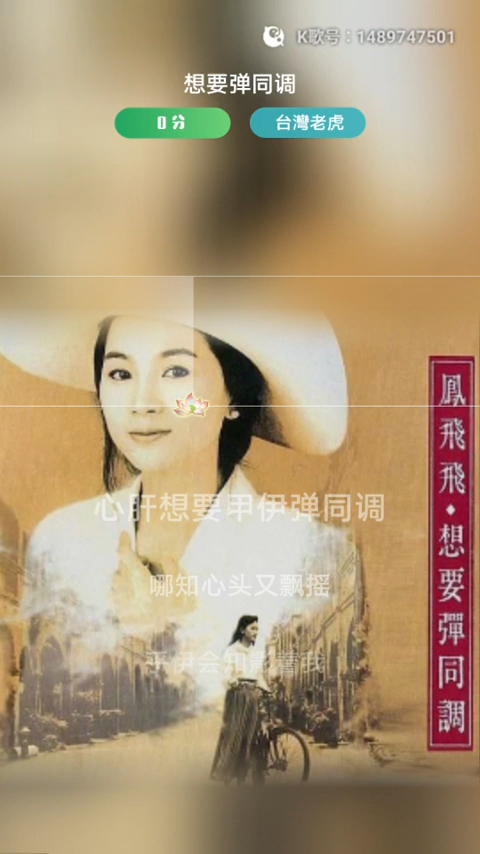 K歌号：1489747501
想要弹同调
0 分
台灣老虎
鳳飛飛·想要彈同調
心肝想要甲伊弹同调
哪知心头又飘摇